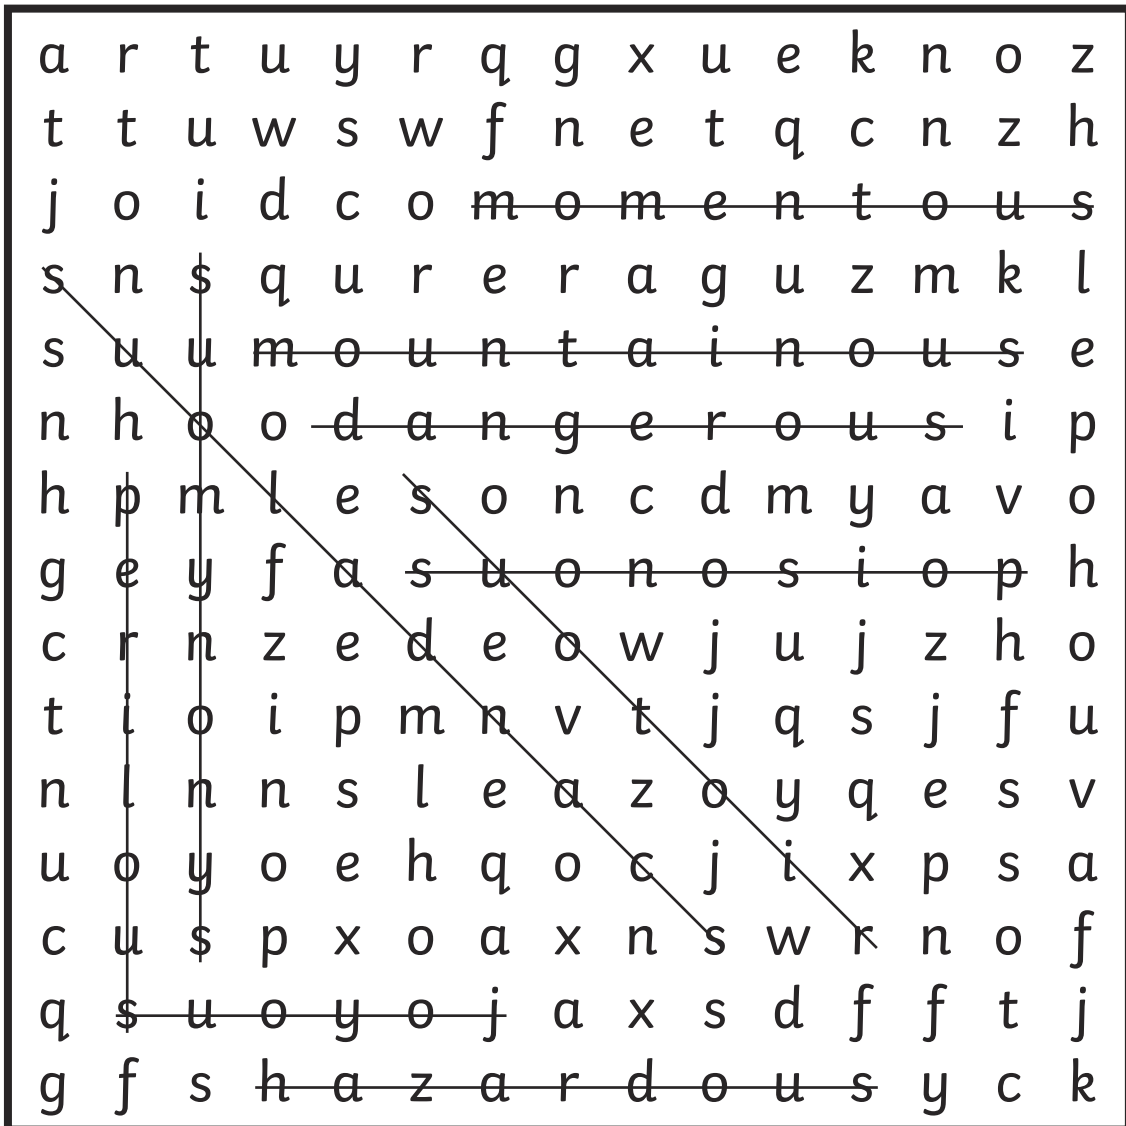 a r t u y r q g x u e k n o z
t t u w s w f n e t q c n z h
j o i d c o m o m e n t o u s
s n s q u r e r a g u z m k l
s u u m o u n t a i n o u s e
n h o o d a n g e r o u s i p
h p m l e s o n c d m y a v o
g e y f a s u o n o s i o p h
c r n z e d e o w j u j z h o
t i o i p m n v t j q s j f u
n l n n s l e a z o y q e s v
u o y o e h q o c j i x p s a
c u s p x o a x n s w r n o f
q s u o y o j a x s d f f t j
g f s h a z a r d o u s y c k